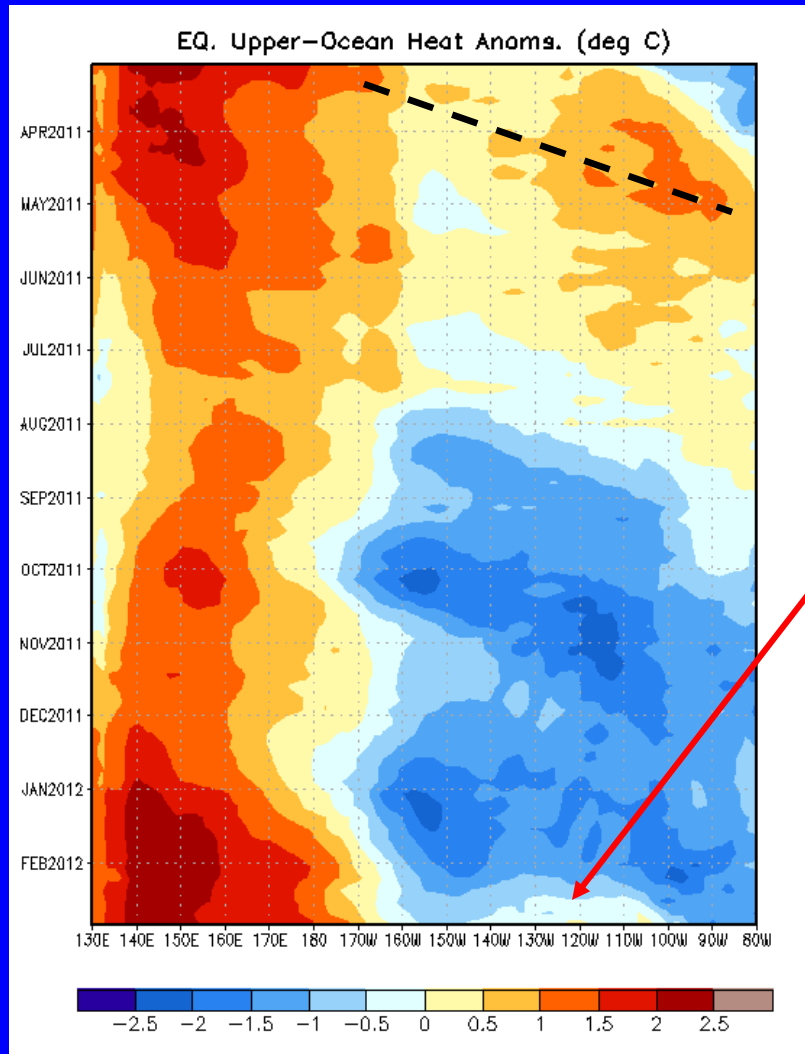 EQ. Upper-Ocean Heat Anoms. (deg C)
APR2011
MAY2011
JUN2011
JUL2011
AUG2011
SEP2011
OCT2011
NOV2011
DEC2011
JAN2012
FEB2012
130E 140E 150E 160E 170E 180 170W 160W 150W 140W 130W 120W 110W 100W 90W 80W
-2.5 -2 -1.5 -1 -0.5 0 0.5 1 1.5 2 2.5